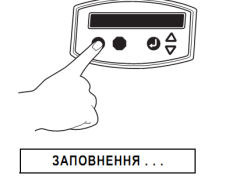 ЗАПОВНЕННЯ . . .